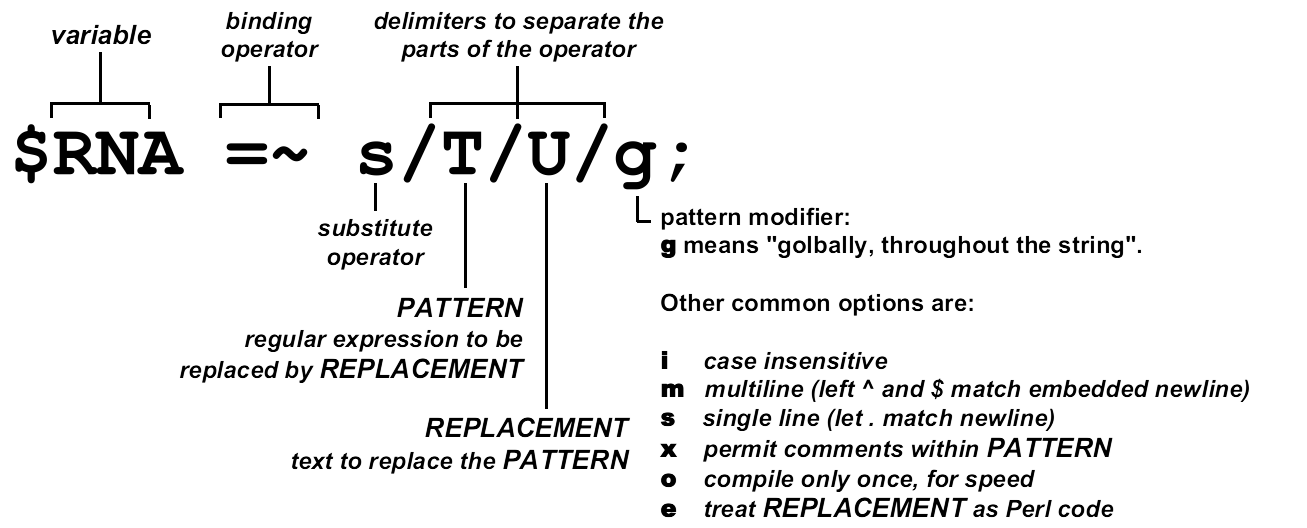 variable
binding
operator
delimiters to separate the
parts of the operator
$RNA =~ s/T/U/g;
substitute
operator
PATTERN
regular expression to be
replaced by REPLACEMENT
REPLACEMENT
text to replace the PATTERN
pattern modifier:
g means "golbally, throughout the string".
Other common options are:
i case insensitive
m multiline (left ^ and $ match embedded newline)
s single line (let . match newline)
x permit comments within PATTERN
o compile only once, for speed
e treat REPLACEMENT as Perl code